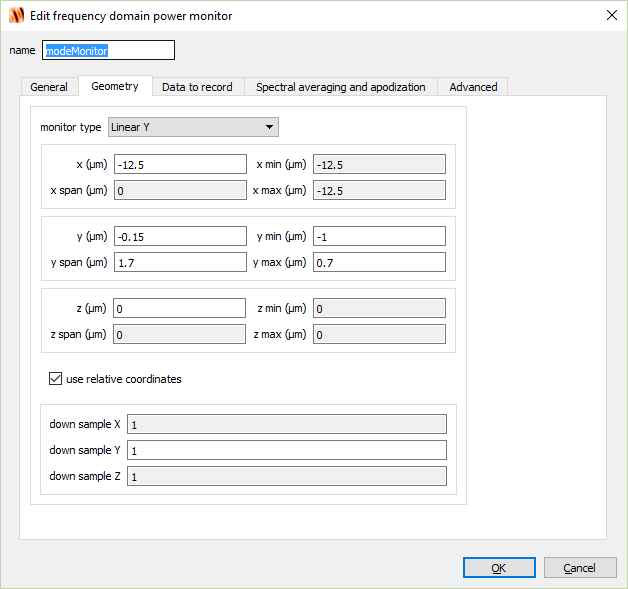 Edit frequency domain power monitor
name modeMonitor
General Geometry Data to record Spectral averaging and apodization Advanced
monitor type Linear Y
x (µm) -12.5 x min (µm) -12.5
x span (µm) 0 x max (µm) -12.5
y (µm) -0.15 y min (µm) -1
y span (µm) 1.7 y max (µm) 0.7
z (µm) 0 z min (µm) 0
z span (µm) 0 z max (µm) 0
use relative coordinates
down sample X 1
down sample Y 1
down sample Z 1
OK Cancel